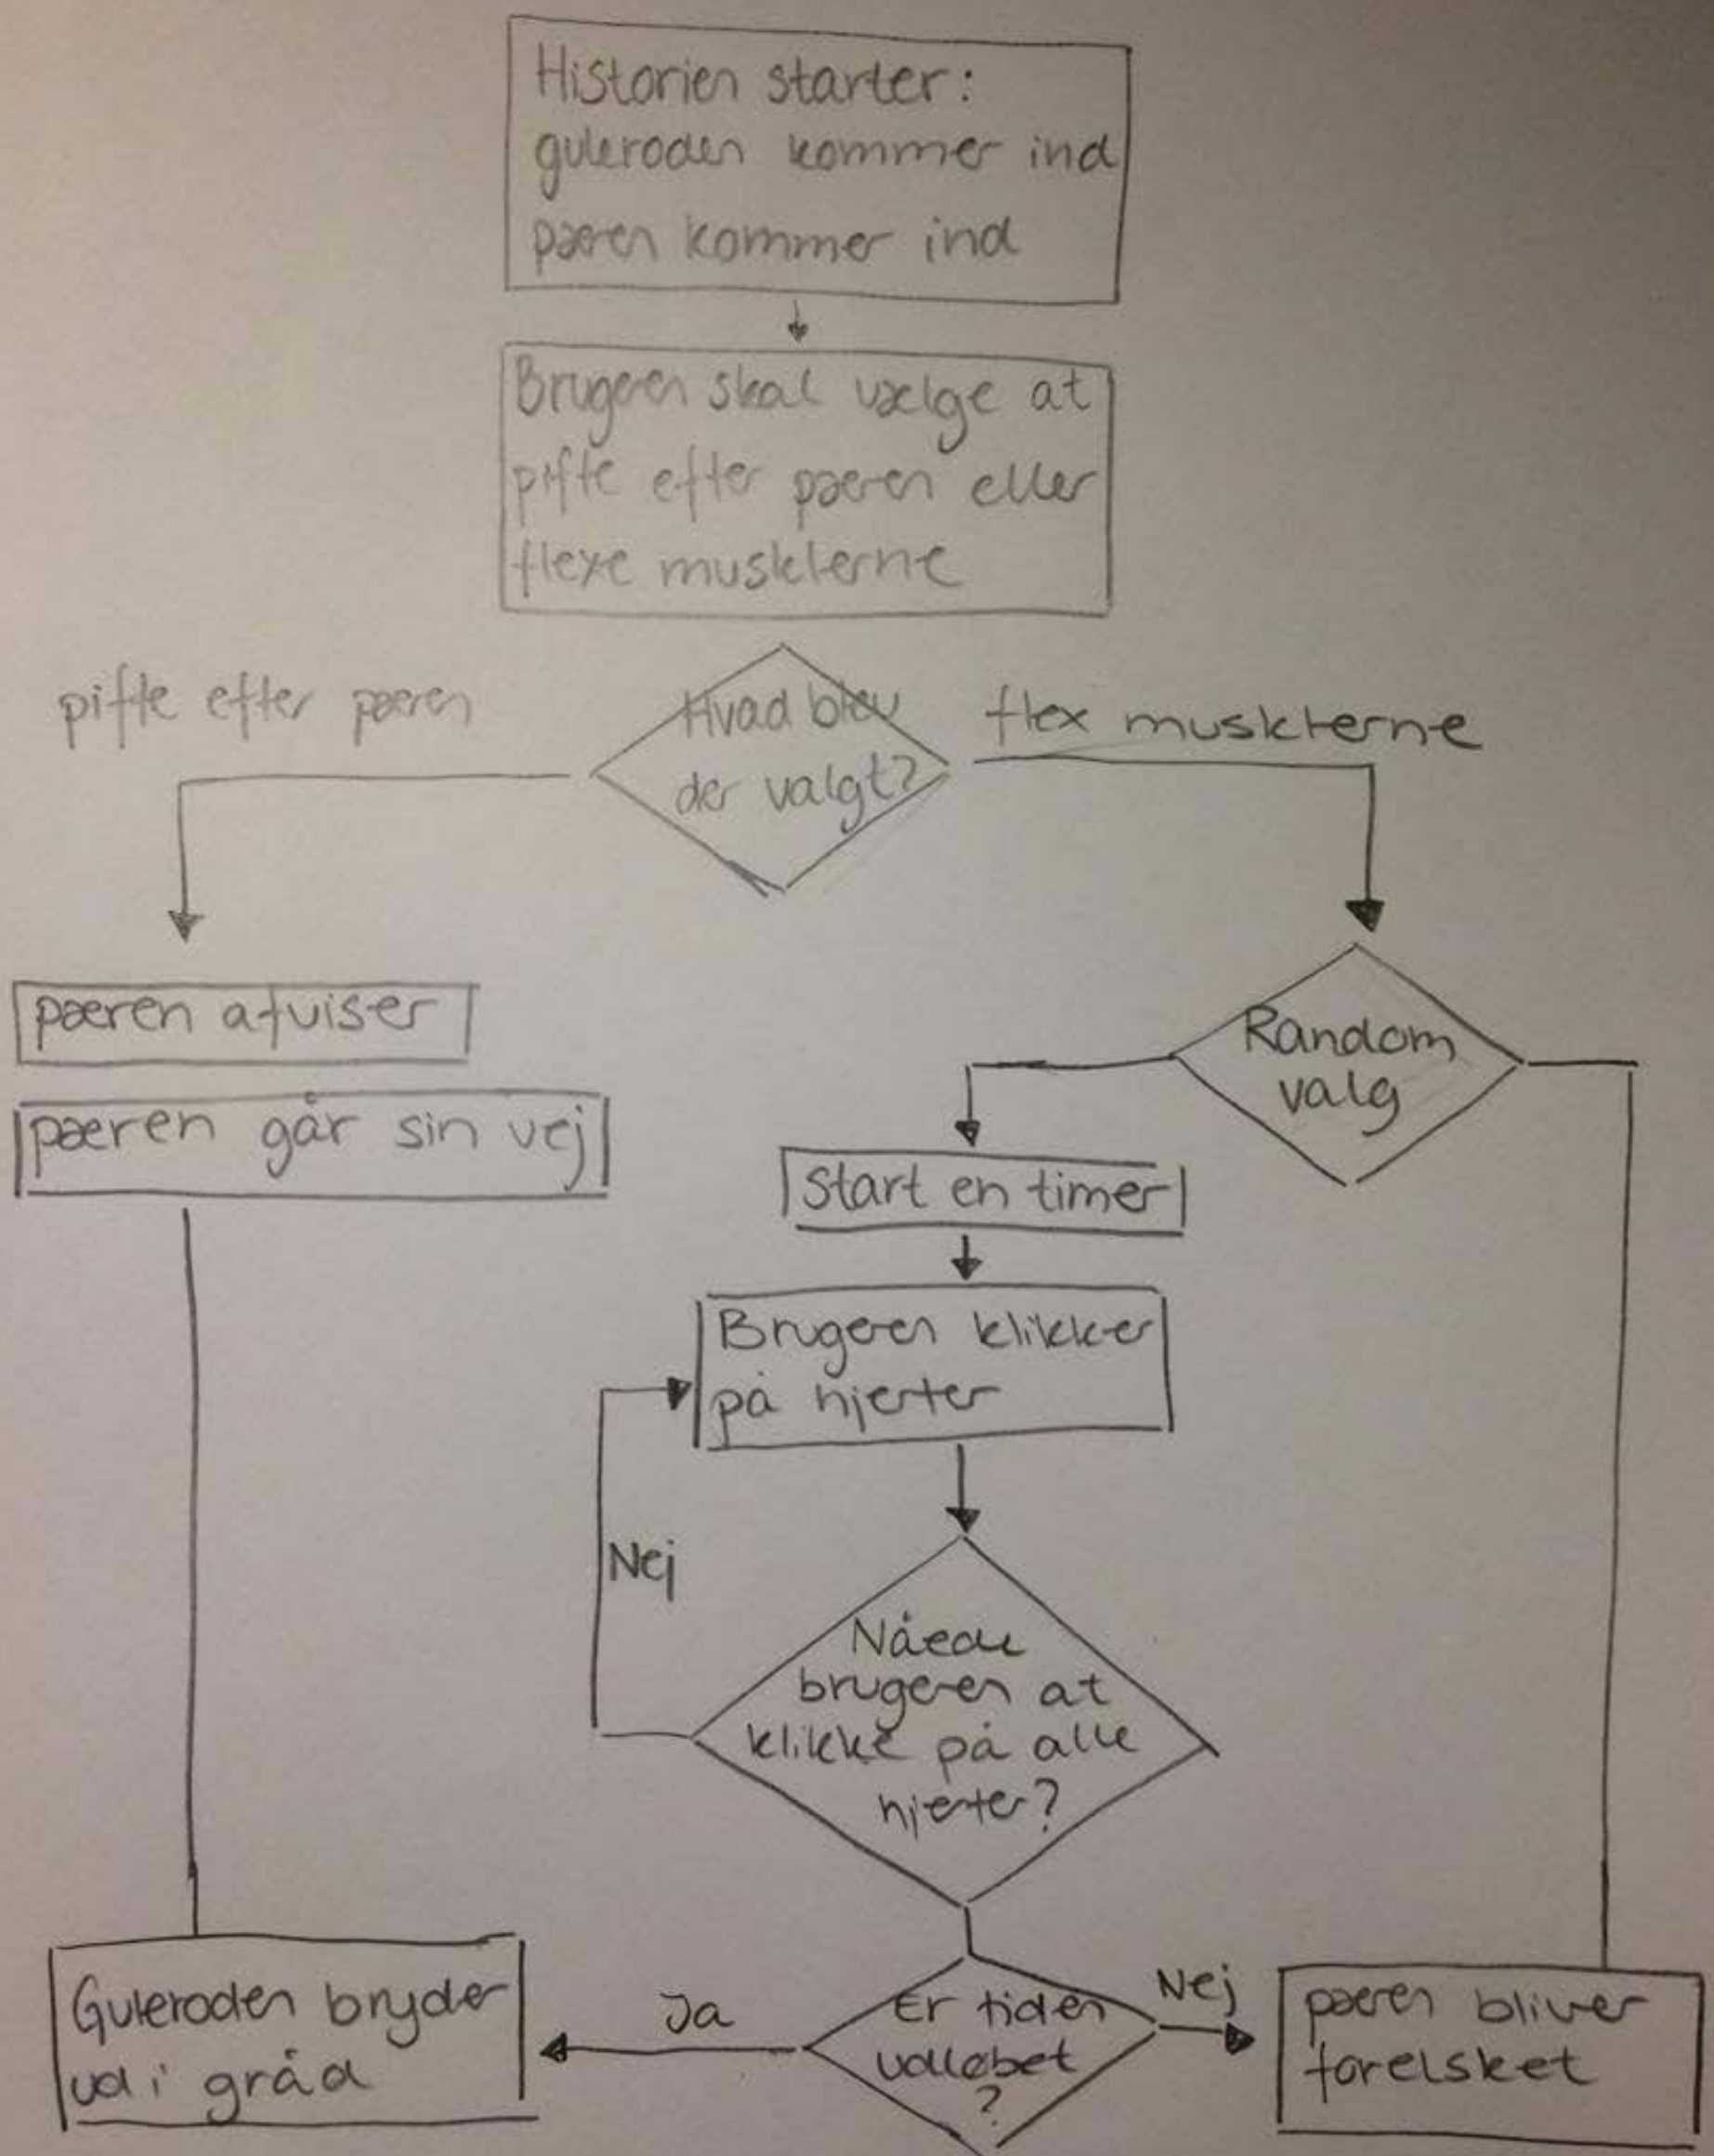 Historien starter:
guleroden kommer ind
pæren kommer ind
Brugeren skal vælge at
pifte efter pæren eller
flexe musklerne
pifte efter pæren
Hvad blev
der valgt?
flex musklerne
pæren afviser
pæren går sin vej
Random
valg
Start en timer
Brugeren klikker
på hjerter
Nej
Nåede
brugeren at
klikke på alle
hjerter?
Guleroden bryder
ud i gråd
Ja
Er tiden
udløbet
?
Nej
pæren bliver
forelsket